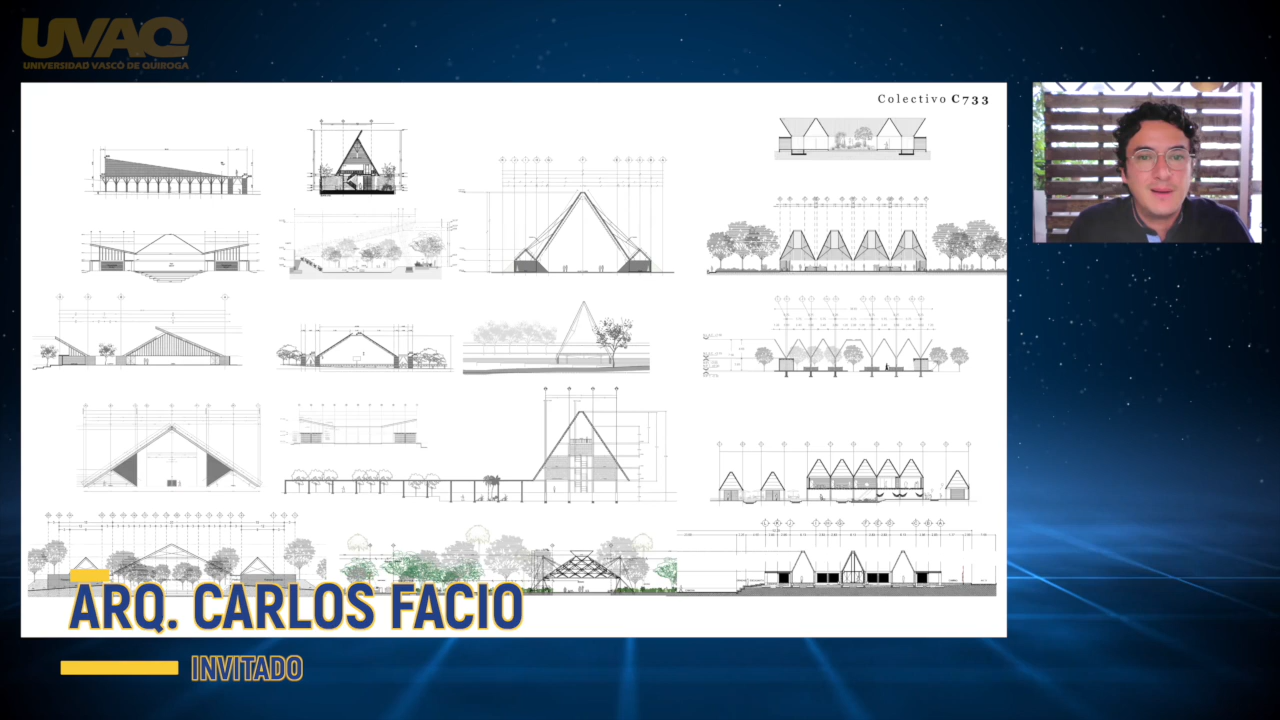 UVAQ
UNIVERSIDAD VASCO DE QUIROGA
Colectivo C733
ARQ. CARLOS FACIO
INVITADO